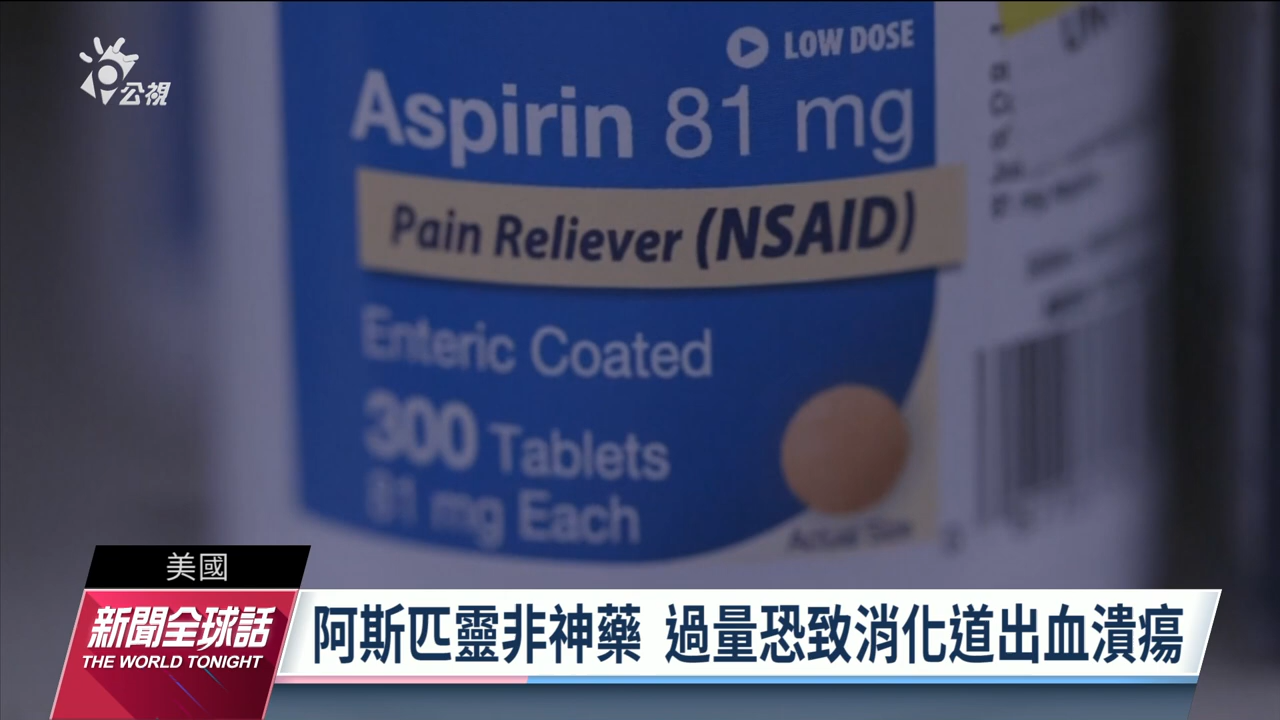 公視
LOW DOSE
Aspirin 81 mg
Pain Reliever (NSAID)
Enteric Coated
300 Tablets
81 mg Each
Actual Size
美國
新聞全球話
THE WORLD TONIGHT
阿斯匹靈非神藥 過量恐致消化道出血潰瘍